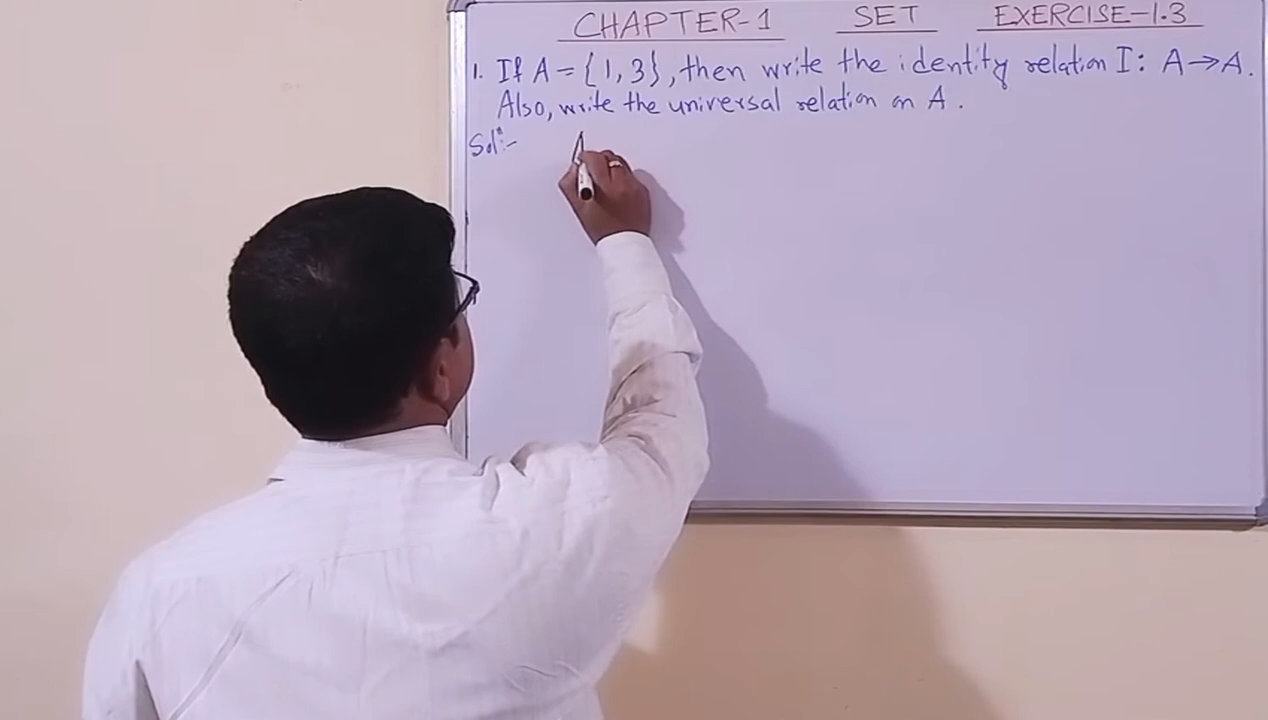 CHAPTER-1 SET EXERCISE-1.3
1. If A = {1, 3}, then write the identity relation I: A→A.
Also, write the universal relation on A.
Solⁿ:-